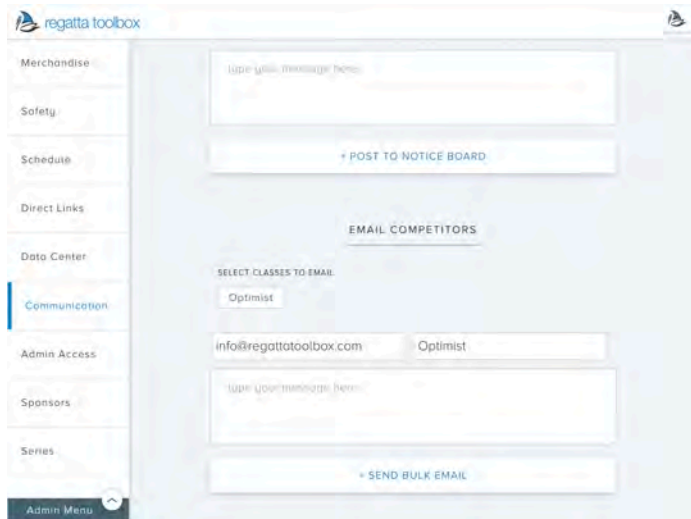 regatta toolbox
Merchandise
Safety
Schedule
Direct Links
Data Center
Communication
Admin Access
Sponsors
Series
Admin Menu
Type your message here
+ POST TO NOTICE BOARD
EMAIL COMPETITORS
SELECT CLASSES TO EMAIL
Optimist
info@regattatoolbox.com Optimist
Type your message here
+ SEND BULK EMAIL